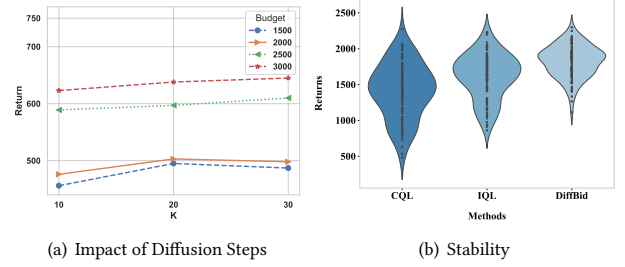 750
700
600
500
Return
10
20
30
K
Budget
1500
2000
2500
3000
(a) Impact of Diffusion Steps
2500
2000
1500
1000
500
Returns
CQL
IQL
DiffBid
Methods
(b) Stability